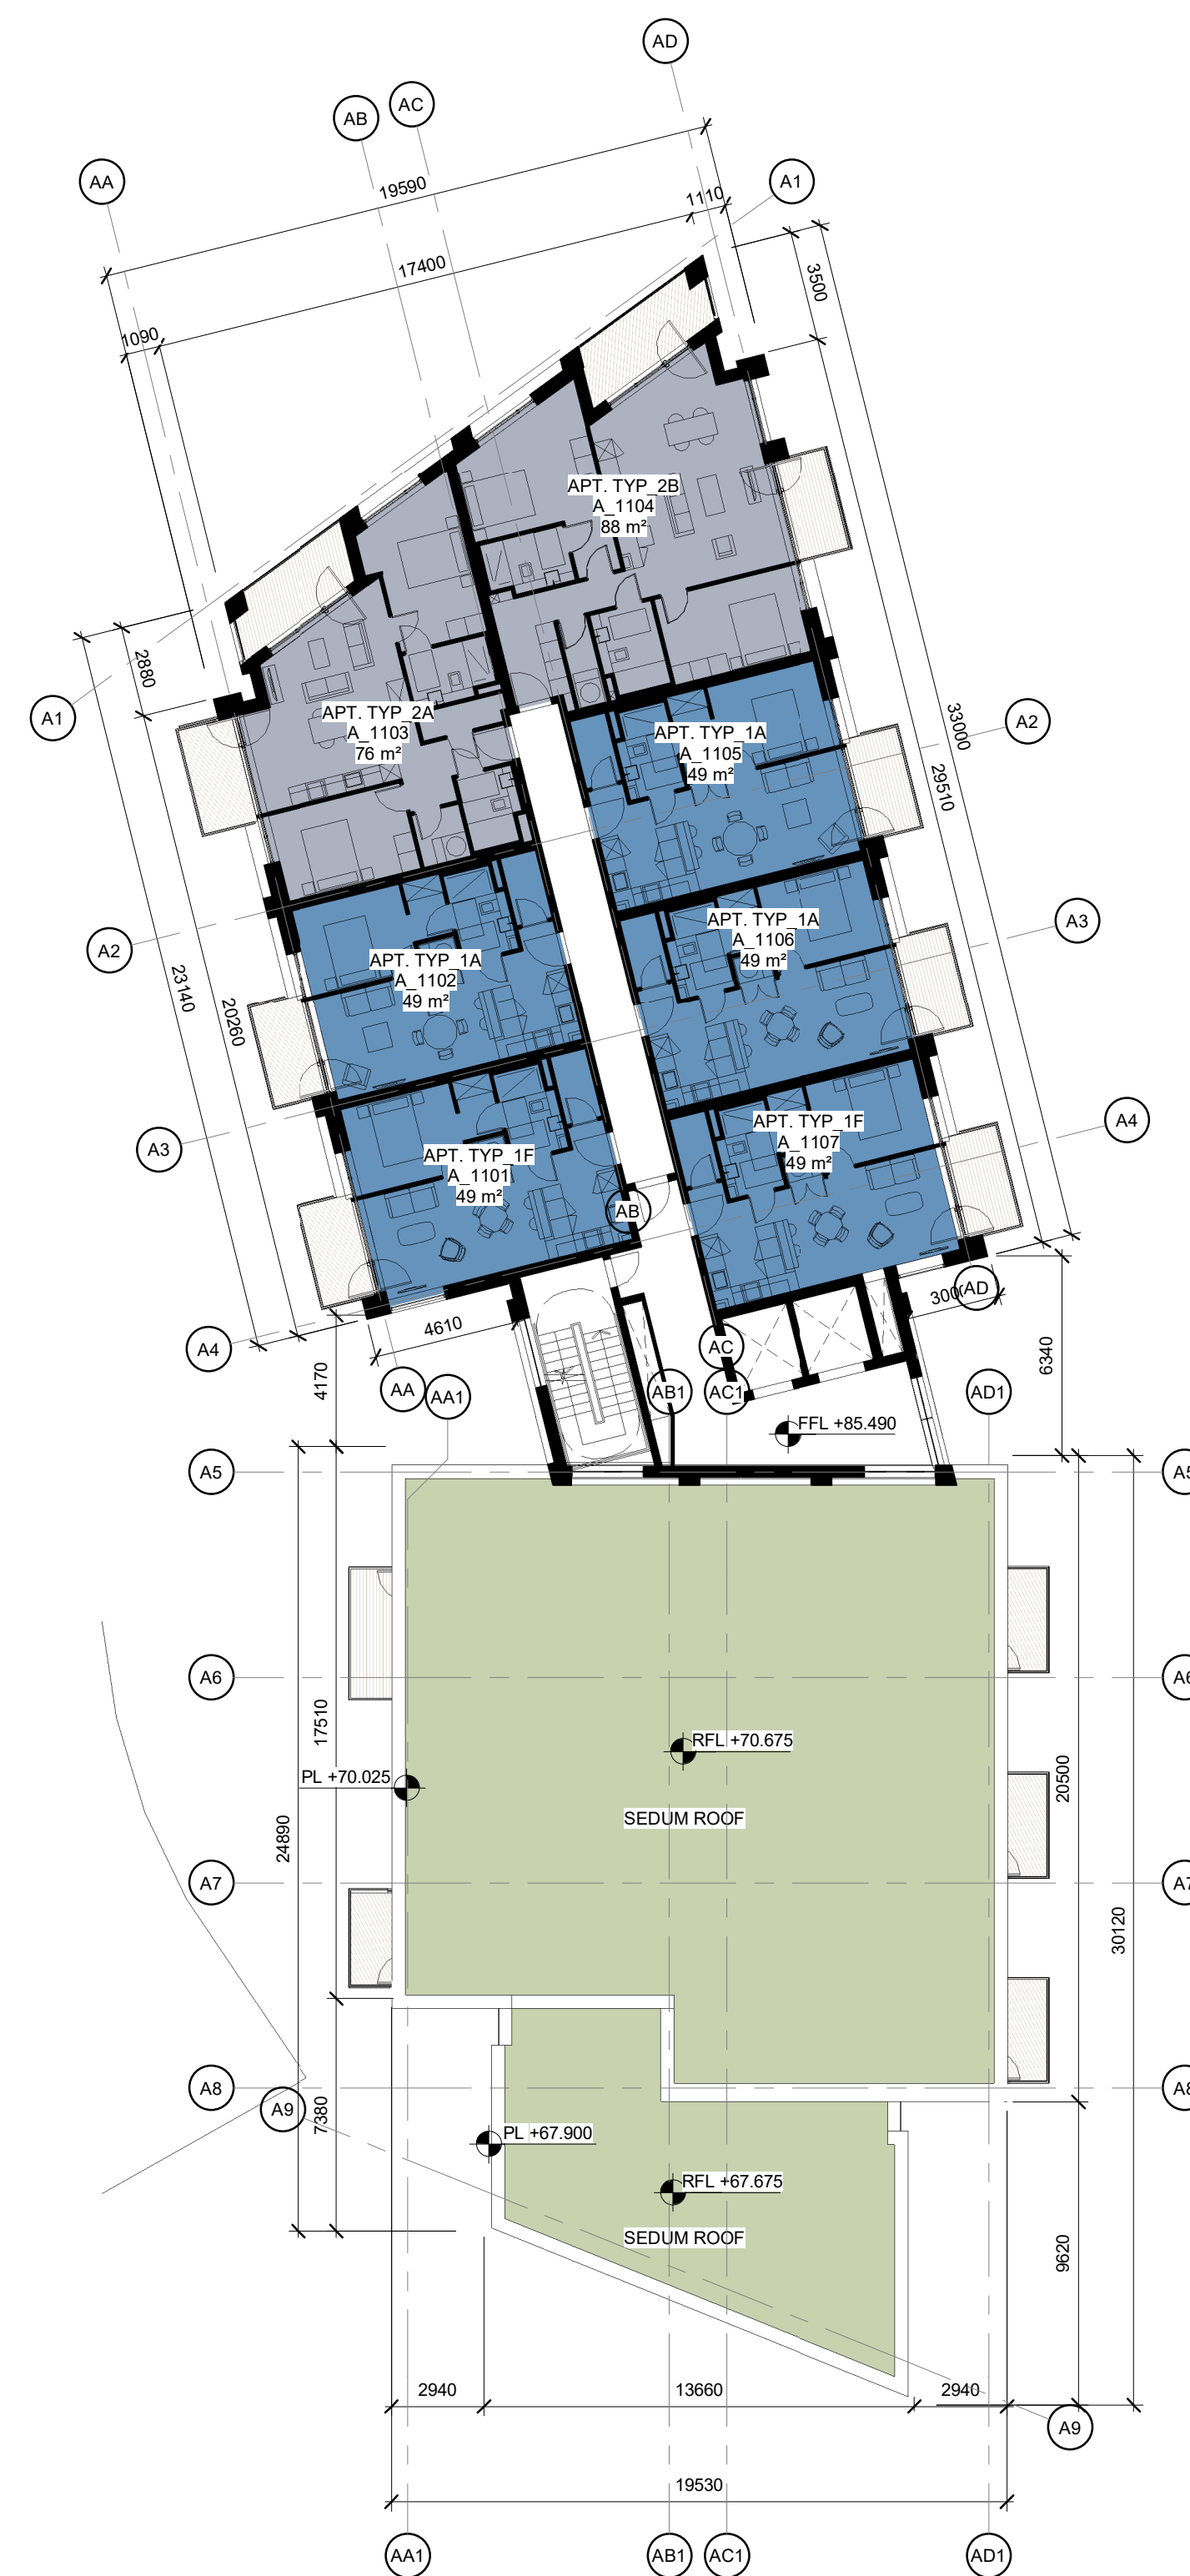 AD
AC
AB
AA
A1
19590
1110
17400
1090
3500
APT. TYP_2B
A_1104
88 m²
2880
A1
APT. TYP_2A
A_1103
76 m²
A2
33000
29510
APT. TYP_1A
A_1105
49 m²
A2
23140
20260
APT. TYP_1A
A_1102
49 m²
APT. TYP_1A
A_1106
49 m²
A3
A3
APT. TYP_1F
A_1101
49 m²
APT. TYP_1F
A_1107
49 m²
A4
AB
AD
A4
4610
4170
6340
AC
AA
AA1
AB1
AC1
AD1
FFL +85.490
A5
A5
A6
A6
17510
RFL +70.675
PL +70.025
SEDUM ROOF
20500
24890
A7
A7
30120
A8
A8
A9
7380
PL +67.900
RFL +67.675
SEDUM ROOF
9620
2940
13660
2940
A9
19530
AA1
AB1
AC1
AD1